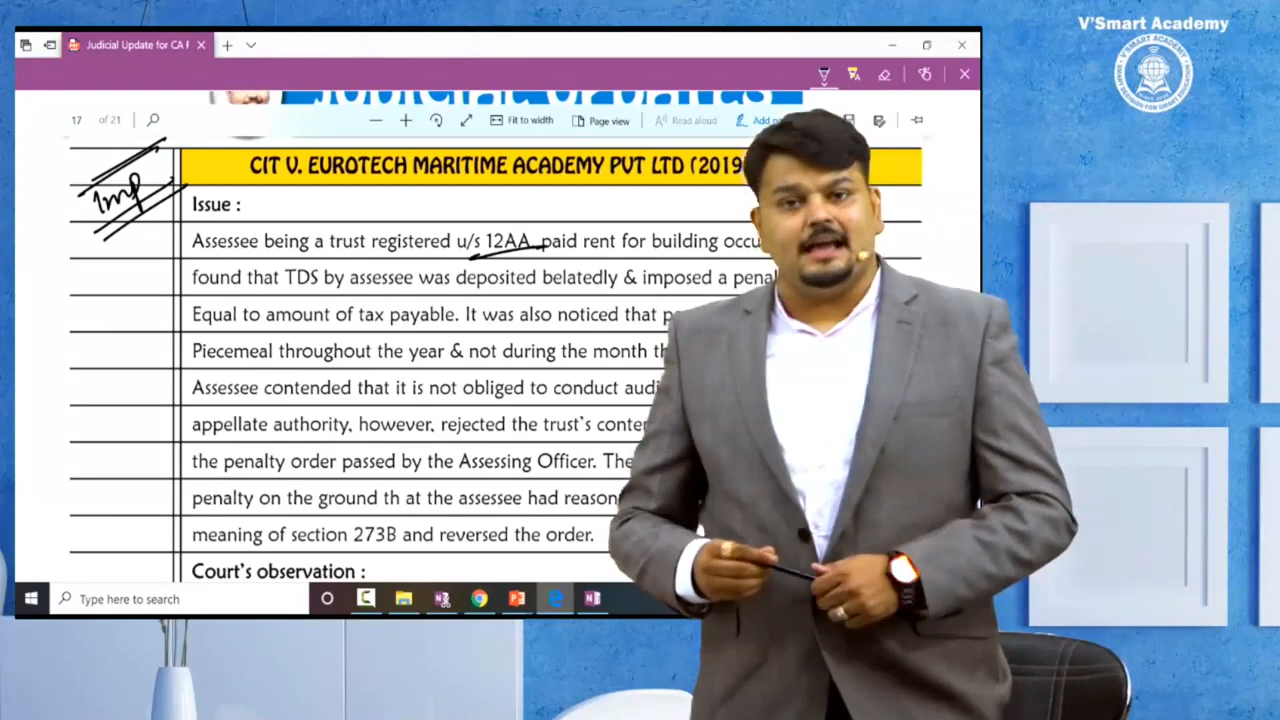 V'Smart Academy
Judicial Update for CA F
17 of 21
Fit to width
Page view
Read aloud
Add
Imp
CIT V. EUROTECH MARITIME ACADEMY PVT LTD (2019
Issue :
Assessee being a trust registered u/s 12AA paid rent for building occu
found that TDS by assessee was deposited belatedly & imposed a penal
Equal to amount of tax payable. It was also noticed that
Piecemeal throughout the year & not during the month th
Assessee contended that it is not obliged to conduct audi
appellate authority, however, rejected the trust's conte
the penalty order passed by the Assessing Officer. The
penalty on the ground th at the assessee had reason
meaning of section 273B and reversed the order.
Court's observation :
Type here to search